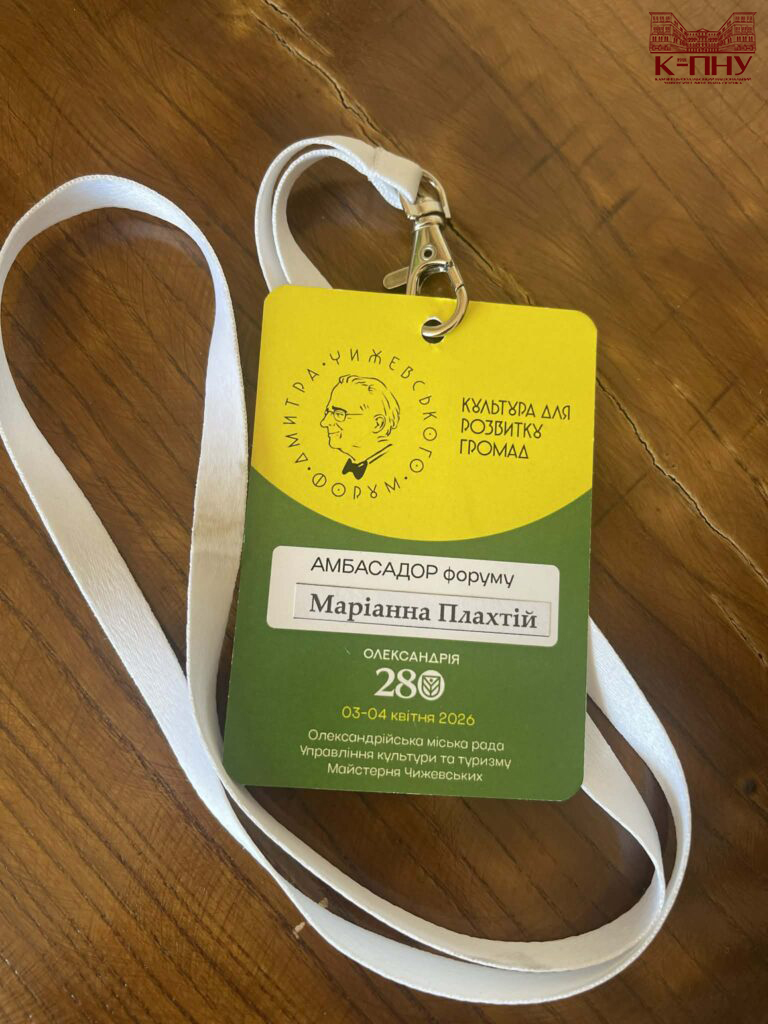 К-ПНУ
ДМИТРА ЧИЖЕВСЬКОГО ФОРУМ
КУЛЬТУРА ДЛЯ
РОЗВИТКУ
ГРОМАД
АМБАСАДОР форуму
Маріанна Плахтій
ОЛЕКСАНДРІЯ
280
03-04 квітня 2026
Олександрійська міська рада
Управління культури та туризму
Майстерня Чижевських